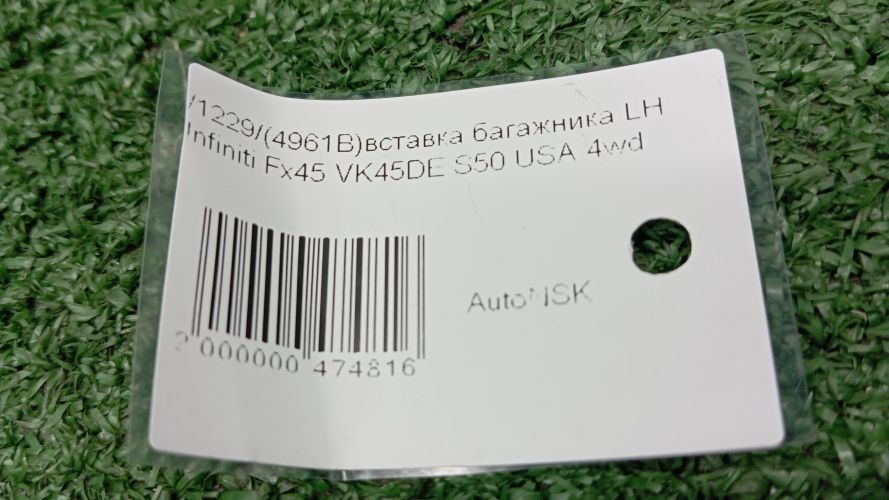 /1229/(4961B)вставка багажника LH
Infiniti Fx45 VK45DE S50 USA 4wd
AutoNSK
2 000000 474816